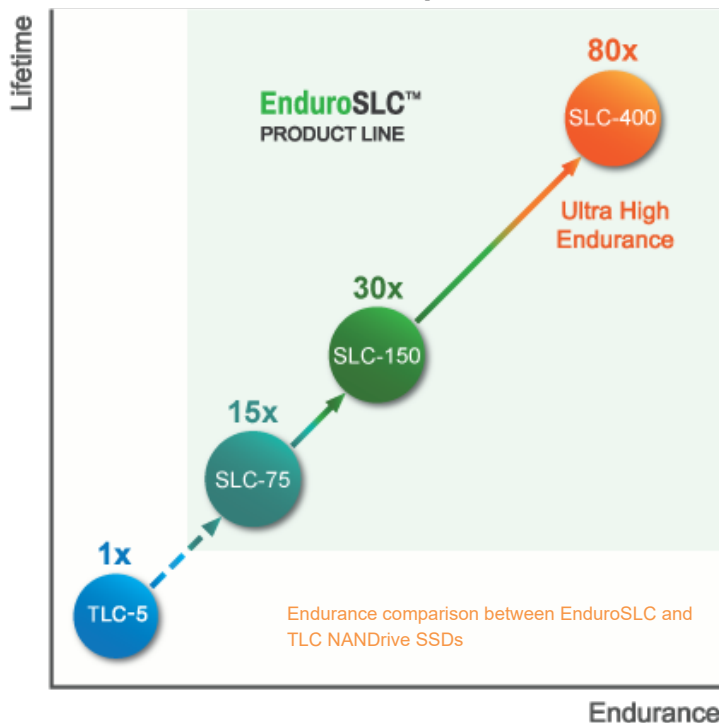 Lifetime
80x
EnduroSLC™
PRODUCT LINE
SLC-400
Ultra High
Endurance
30x
SLC-150
15x
SLC-75
1x
TLC-5
Endurance comparison between EnduroSLC and
TLC NANDrive SSDs
Endurance